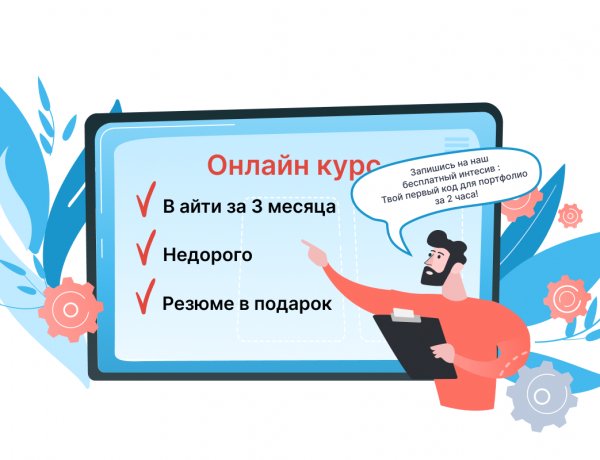 Онлайн курс
В айти за 3 месяца
Недорого
Резюме в подарок
Запишись на наш
бесплатный интесив :
Твой первый код для портфолио
за 2 часа!